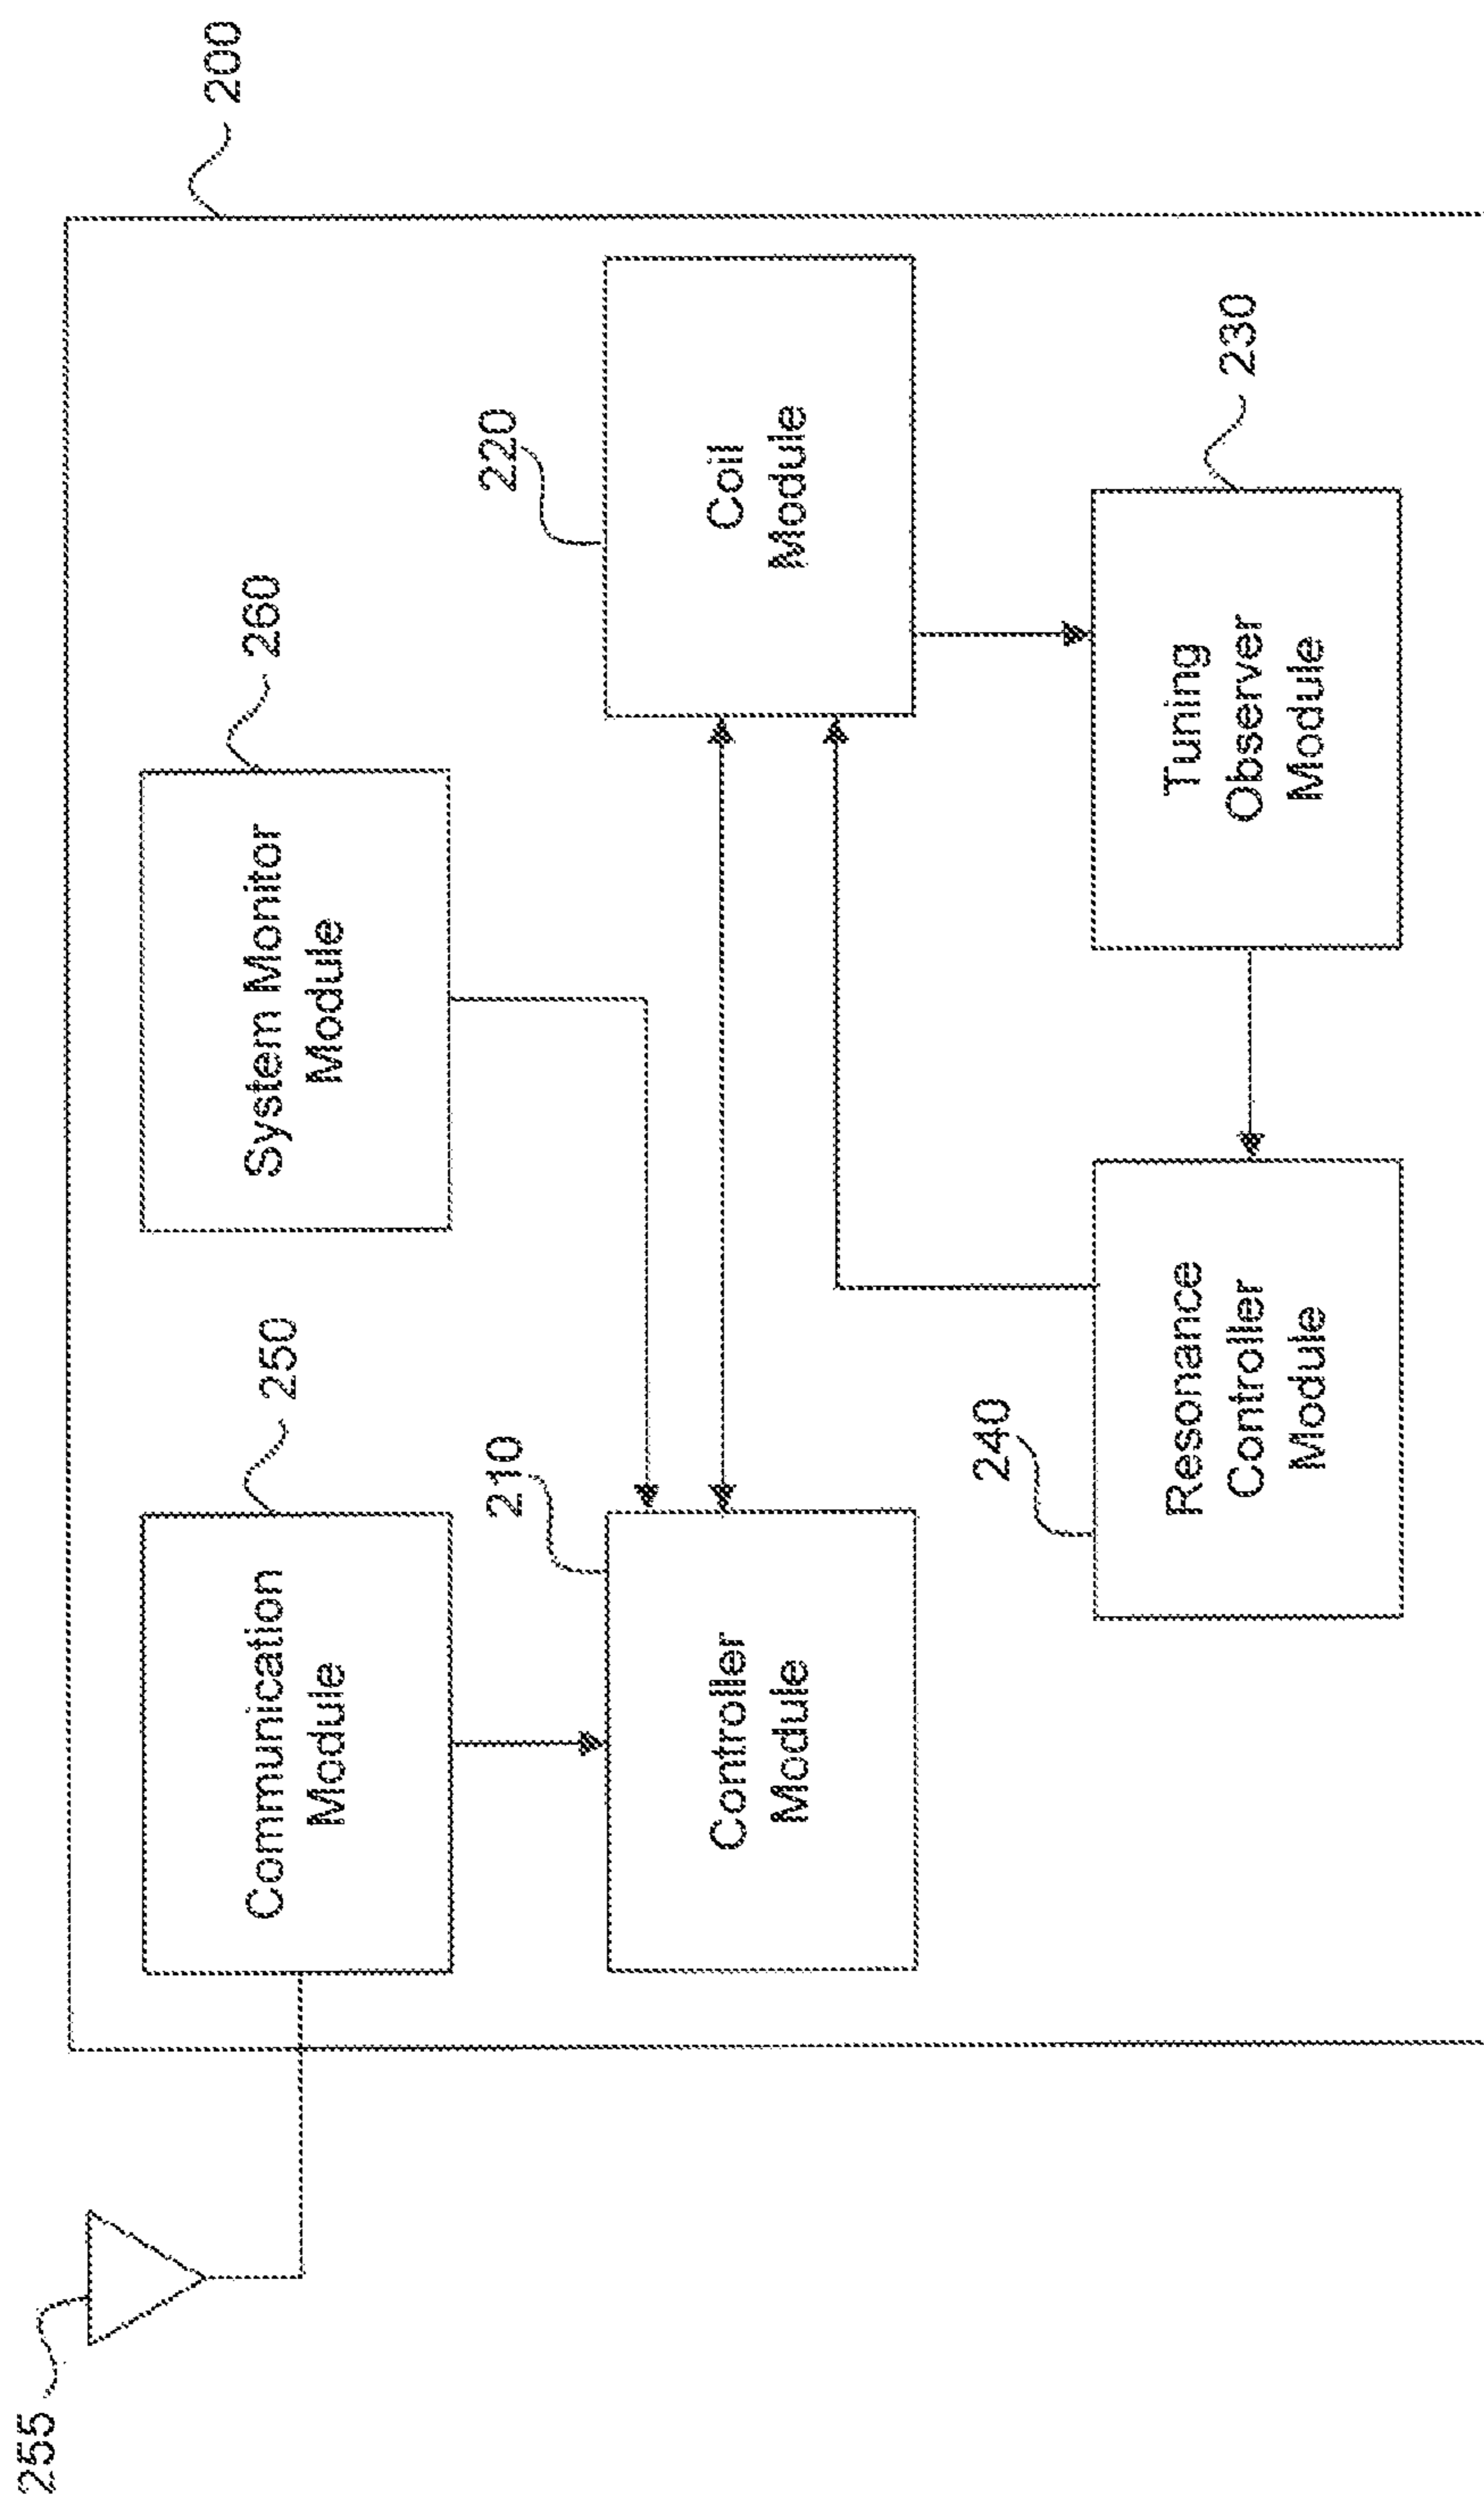 255
200
Communication
Module
250
System Monitor
Module
260
210
Controller
Module
220
Coil
Module
240
Resonance
Controller
Module
Tuning
Observer
Module
230